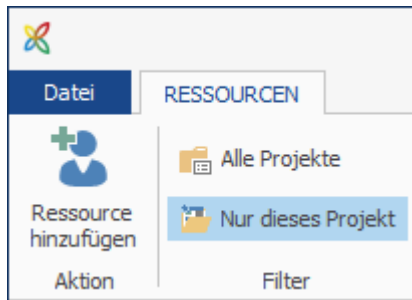 Datei
RESSOURCEN
Ressource
hinzufügen
Aktion
Alle Projekte
Nur dieses Projekt
Filter